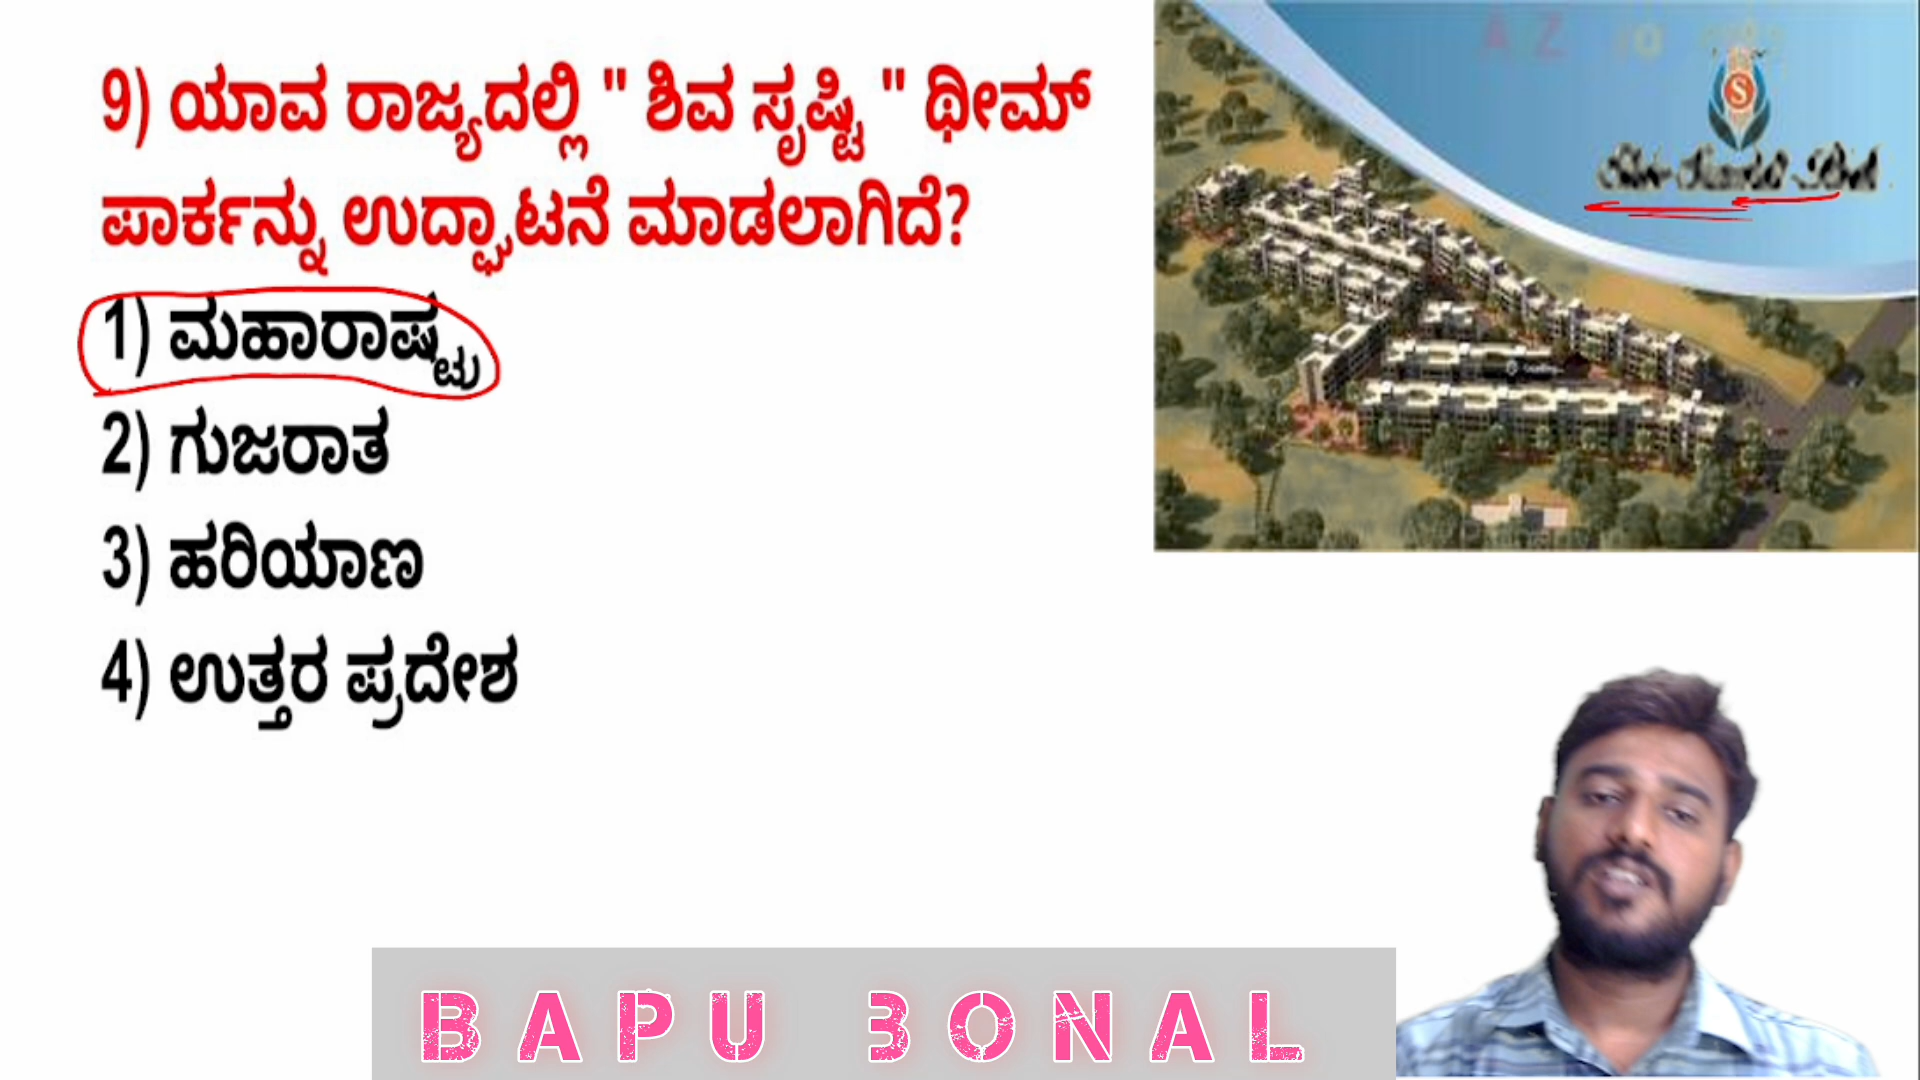 9) ಯಾವ ರಾಜ್ಯದಲ್ಲಿ " ಶಿವ ಸೃಷ್ಟಿ " ಥೀಮ್
ಪಾರ್ಕನ್ನು ಉದ್ಘಾಟನೆ ಮಾಡಲಾಗಿದೆ?
1) ಮಹಾರಾಷ್ಟ್ರ
2) ಗುಜರಾತ
3) ಹರಿಯಾಣ
4) ಉತ್ತರ ಪ್ರದೇಶ
S
BAPU BONAL